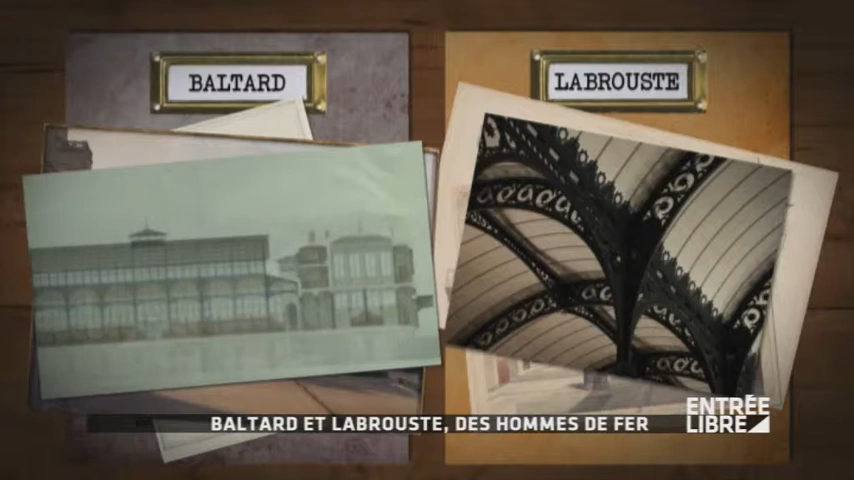 BALTARD
LABROUSTE
BALTARD ET LABROUSTE, DES HOMMES DE FER
ENTRÉE
LIBRE